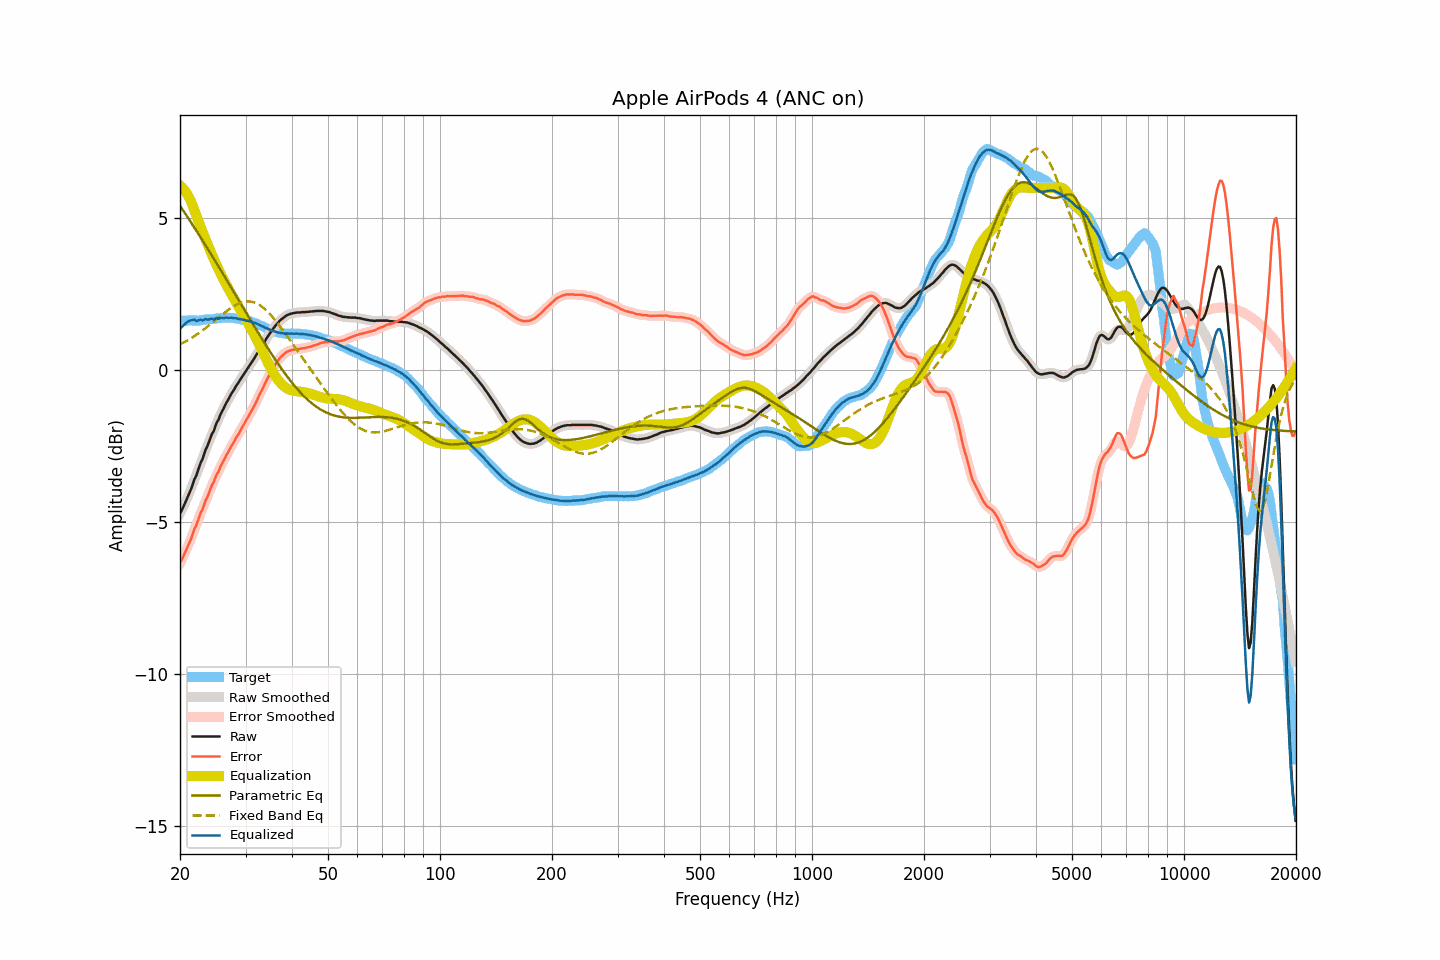 Apple AirPods 4 (ANC on)
Amplitude (dBr)
5
0
−5
−10
−15
Target
Raw Smoothed
Error Smoothed
Raw
Error
Equalization
Parametric Eq
Fixed Band Eq
Equalized
20 50 100 200 500 1000 2000 5000 10000 20000
Frequency (Hz)